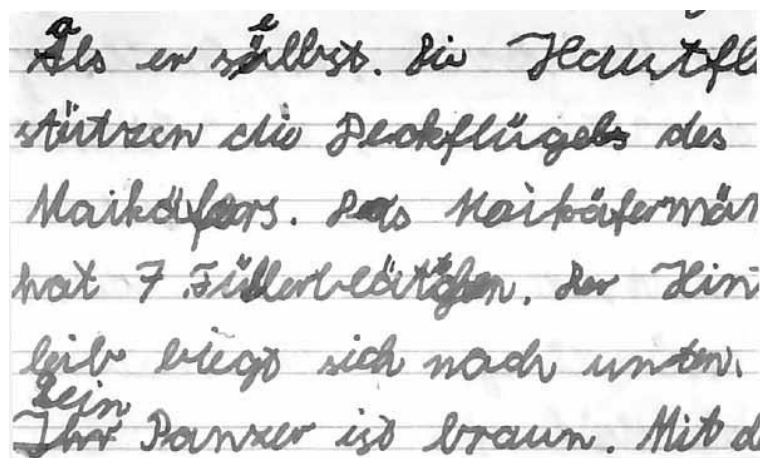 als er selbst. Die Hautfl
stützen die Deckflügel des
Maikäfers. Das Maikäfermän
hat 7 Fühlerblättchen. Der Hin
leib biegt sich nach unten.
Sein
Ihr Panzer ist braun. Mit d